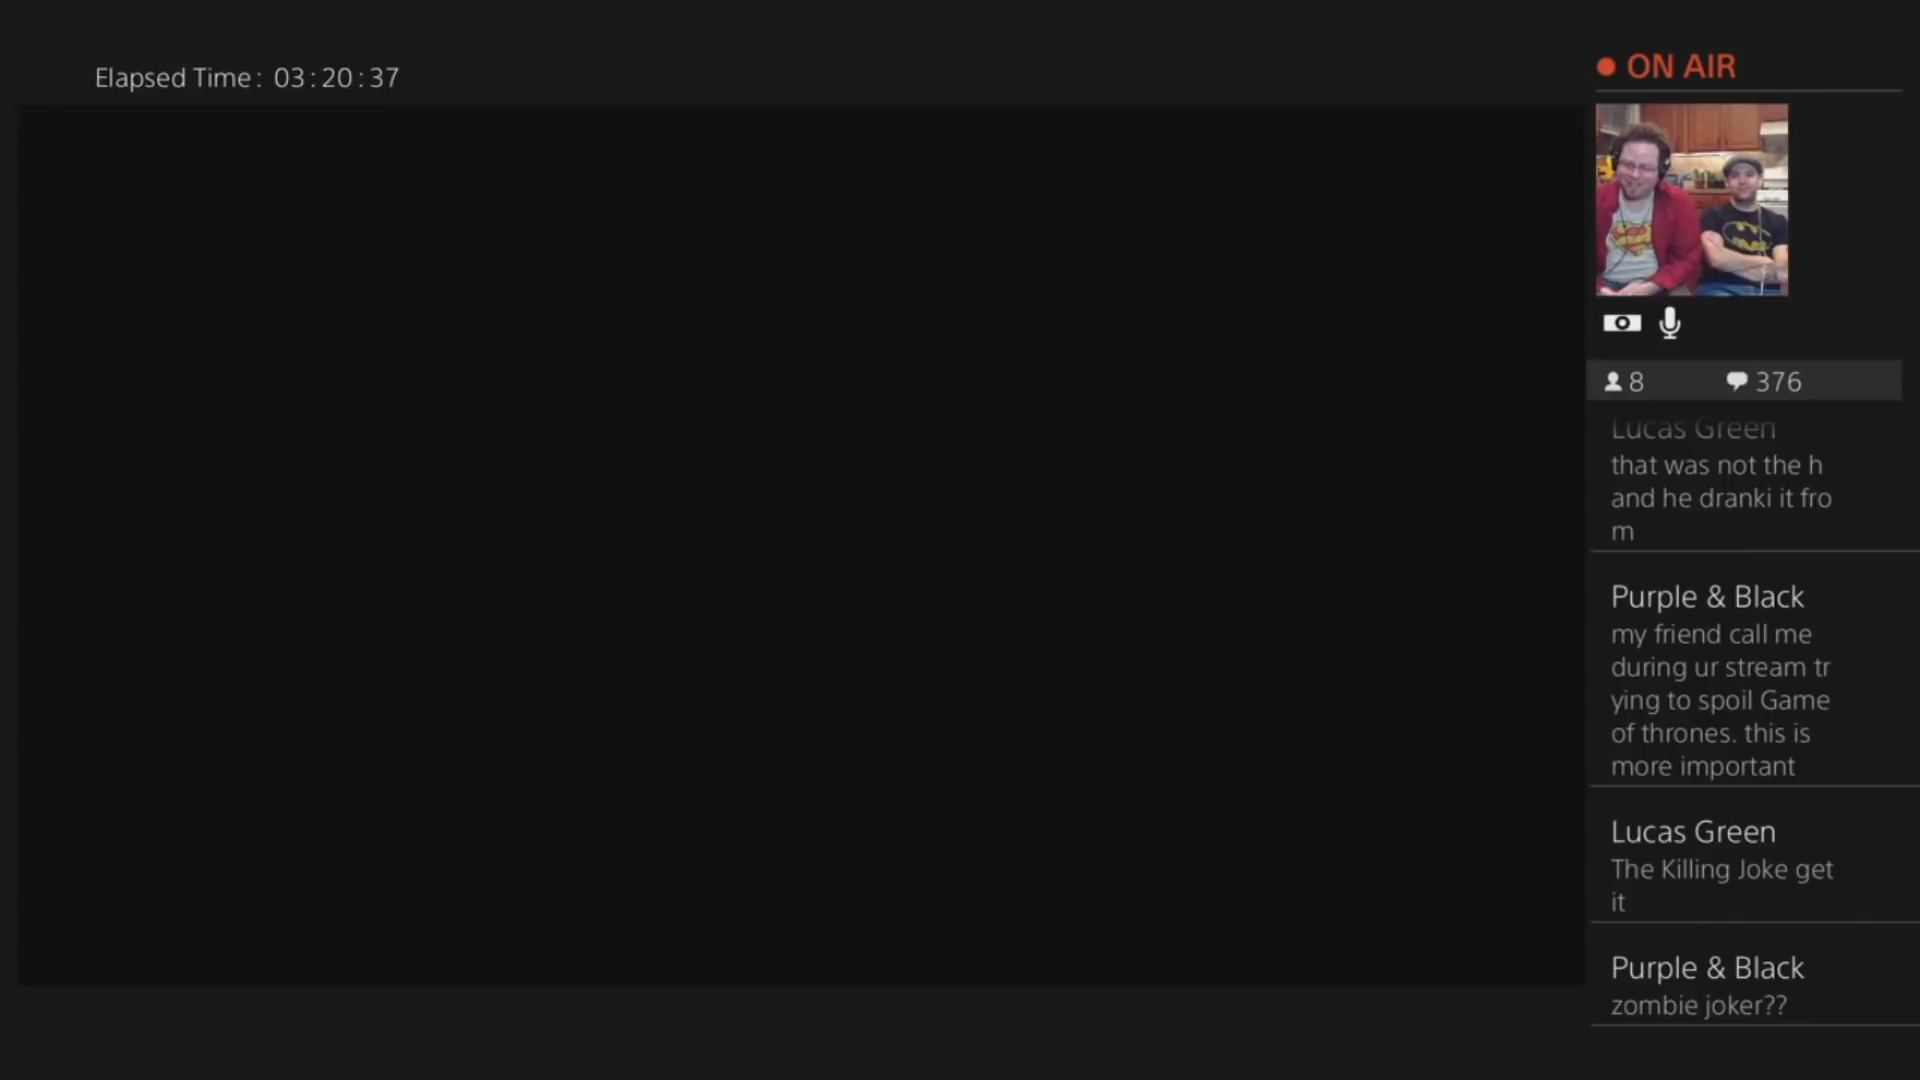 Elapsed Time: 03:20:37
ON AIR
8 376
Lucas Green
that was not the h
and he dranki it fro
m
Purple & Black
my friend call me
during ur stream tr
ying to spoil Game
of thrones. this is
more important
Lucas Green
The Killing Joke get
it
Purple & Black
zombie joker??